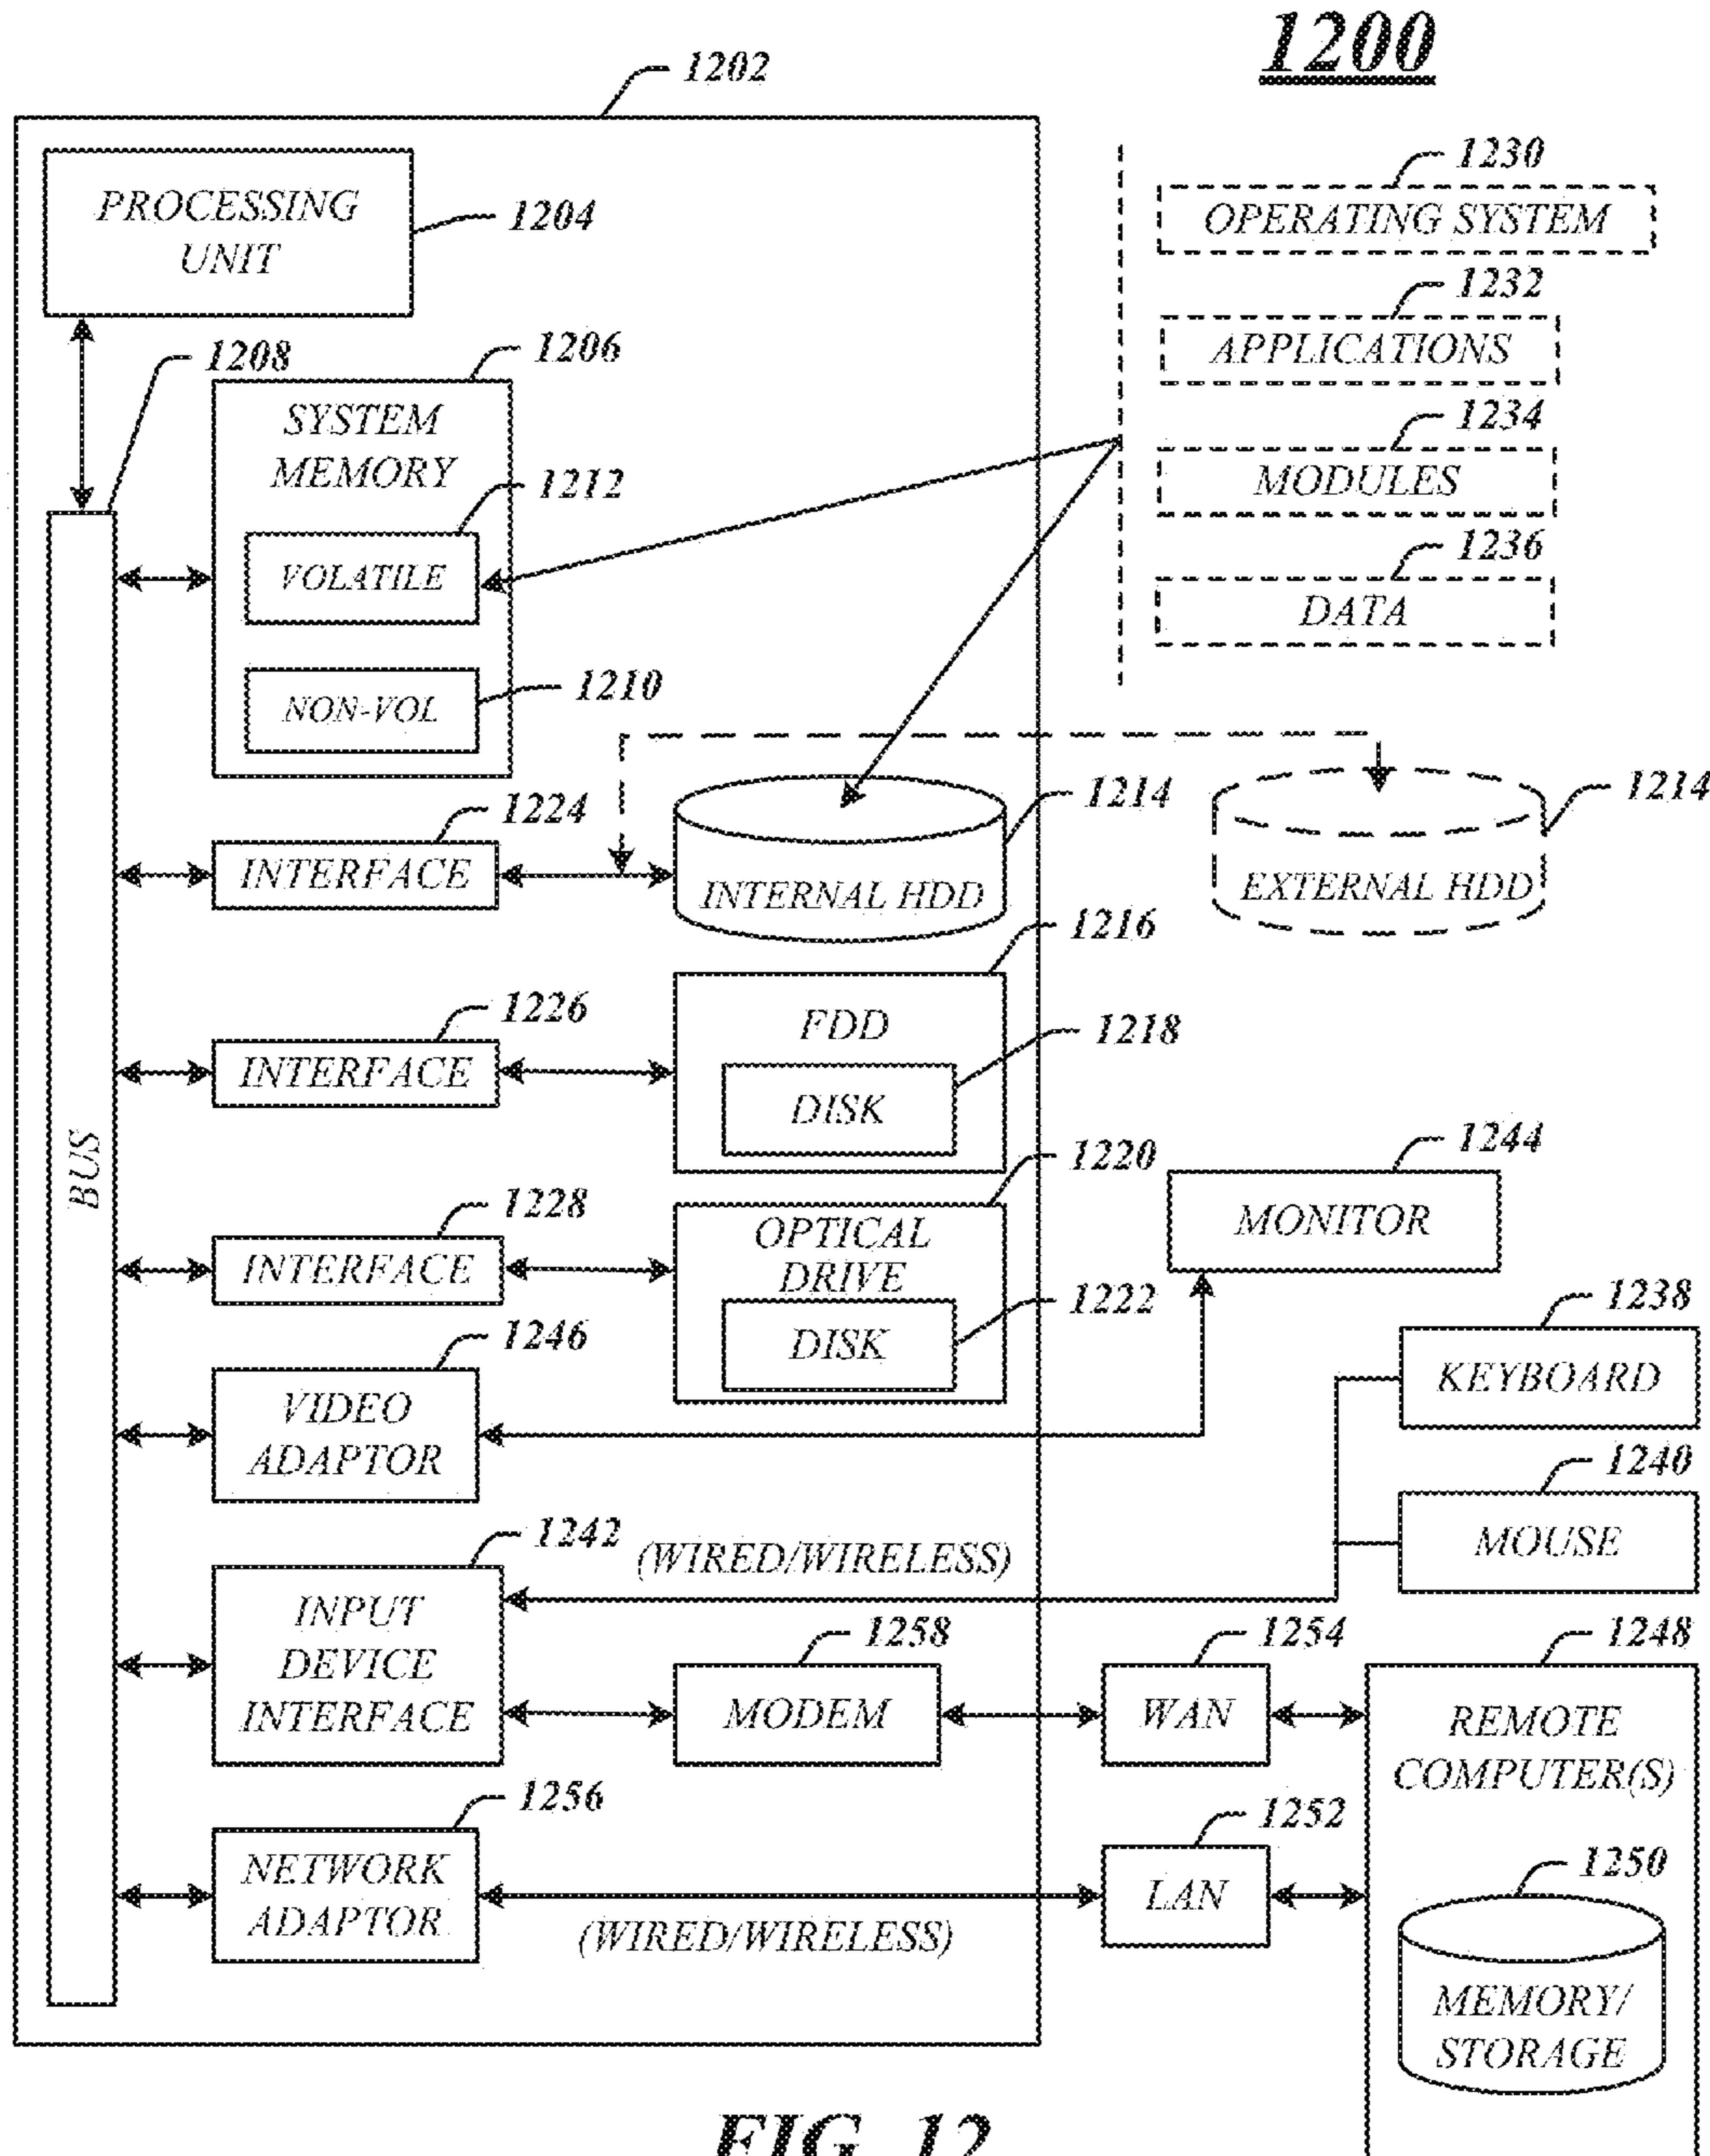 1200
1202
PROCESSING
UNIT
1204
1230
OPERATING SYSTEM
1232
APPLICATIONS
1234
MODULES
1236
DATA
1208
1206
SYSTEM
MEMORY
1212
VOLATILE
1210
NON-VOL
BUS
1224
INTERFACE
1214
INTERNAL HDD
1214
EXTERNAL HDD
1226
INTERFACE
1216
FDD
1218
DISK
1228
INTERFACE
1220
OPTICAL
DRIVE
1222
DISK
1244
MONITOR
1246
VIDEO
ADAPTOR
1238
KEYBOARD
1240
MOUSE
1242
INPUT
DEVICE
INTERFACE
(WIRED/WIRELESS)
1258
MODEM
1254
WAN
1248
REMOTE
COMPUTER(S)
1256
NETWORK
ADAPTOR
(WIRED/WIRELESS)
1252
LAN
1250
MEMORY/
STORAGE
FIG. 12